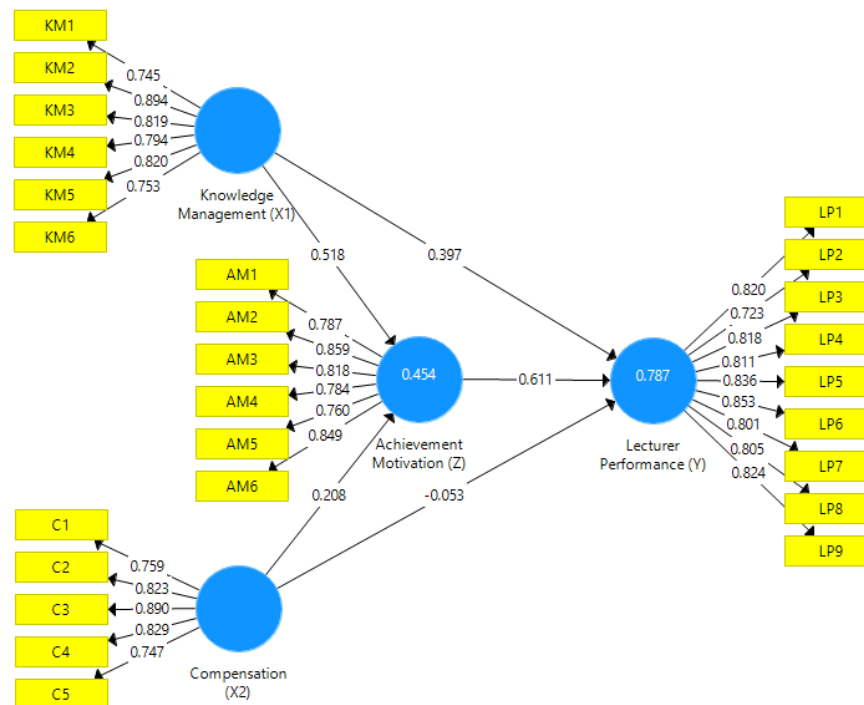 KM1
KM2
KM3
KM4
KM5
KM6
0.745
0.894
0.819
0.794
0.820
0.753
Knowledge
Management (X1)
0.518
0.397
AM1
AM2
AM3
AM4
AM5
AM6
0.787
0.859
0.818
0.784
0.760
0.849
0.454
Achievement
Motivation (Z)
0.611
0.208
-0.053
0.787
Lecturer
Performance (Y)
LP1
LP2
LP3
LP4
LP5
LP6
LP7
LP8
LP9
0.820
0.723
0.818
0.811
0.836
0.853
0.801
0.805
0.824
C1
C2
C3
C4
C5
0.759
0.823
0.890
0.829
0.747
Compensation
(X2)